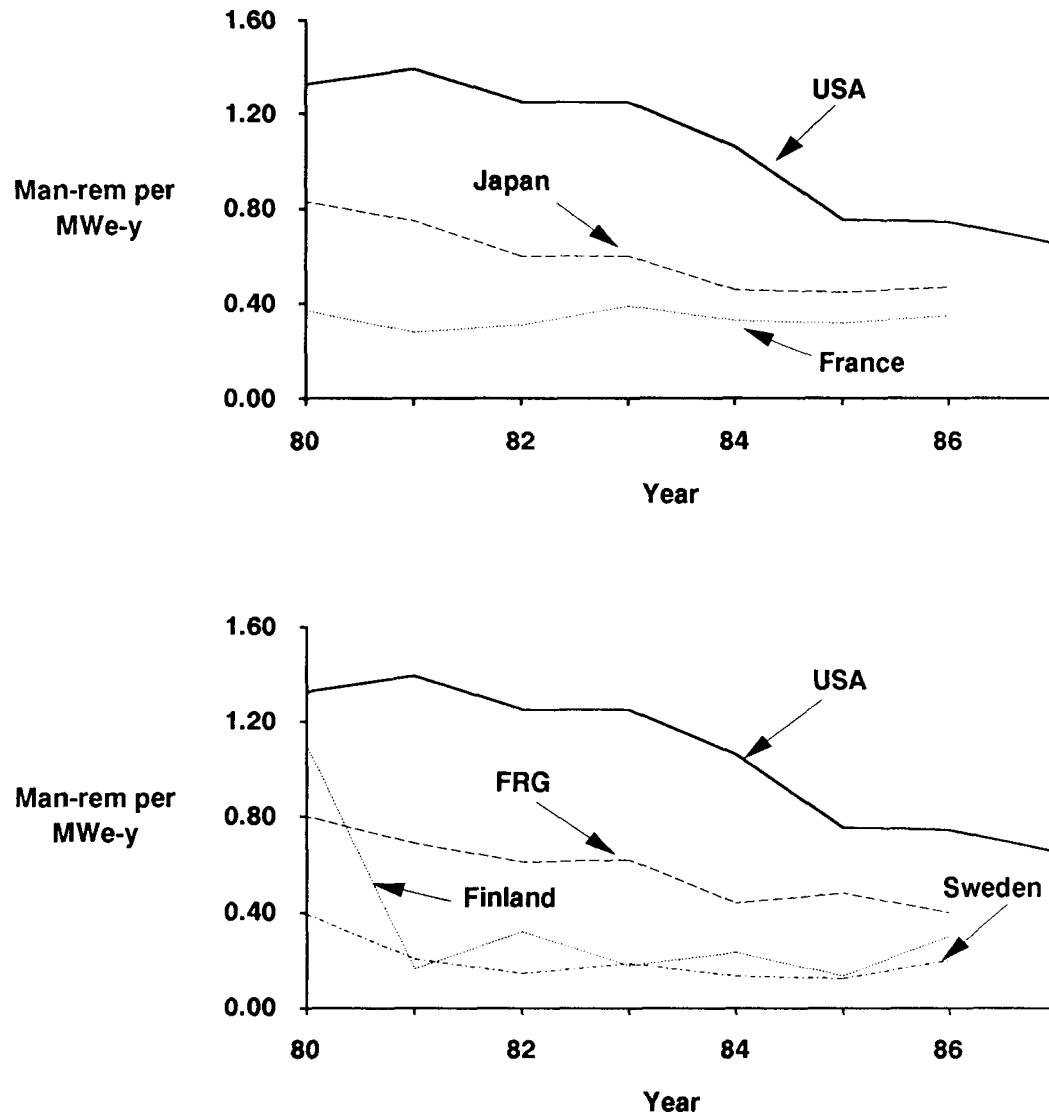 1.60
USA
1.20
Japan
Man-rem per
MWe-y
0.80
0.40
France
0.00
80 82 84 86
Year
1.60
USA
1.20
FRG
Man-rem per
MWe-y
0.80
Finland
Sweden
0.40
0.00
80 82 84 86
Year